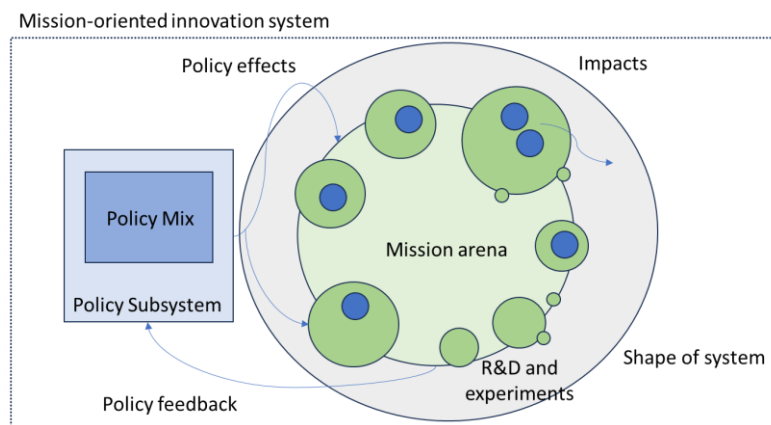 Mission-oriented innovation system
Policy effects
Impacts
Policy Mix
Mission arena
Policy Subsystem
R&D and
experiments
Shape of system
Policy feedback